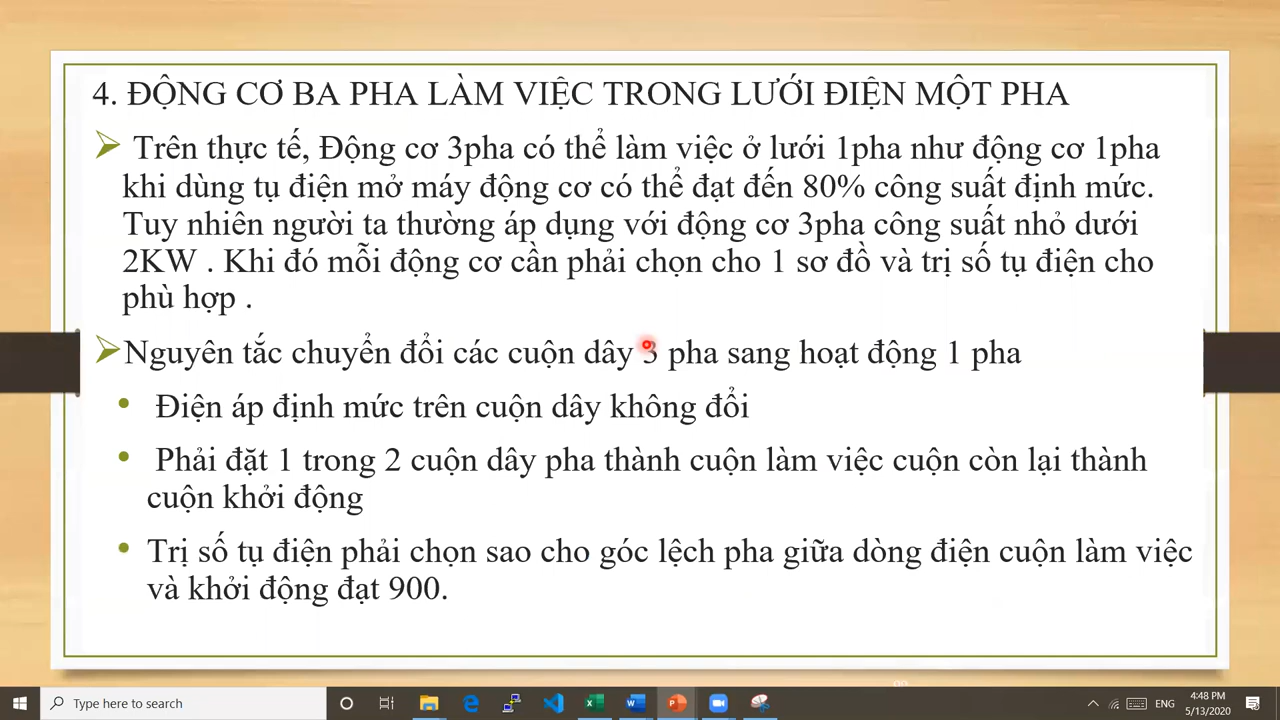 4. ĐỘNG CƠ BA PHA LÀM VIỆC TRONG LƯỚI ĐIỆN MỘT PHA
Trên thực tế, Động cơ 3pha có thể làm việc ở lưới 1pha như động cơ 1pha
khi dùng tụ điện mở máy động cơ có thể đạt đến 80% công suất định mức.
Tuy nhiên người ta thường áp dụng với động cơ 3pha công suất nhỏ dưới
2KW . Khi đó mỗi động cơ cần phải chọn cho 1 sơ đồ và trị số tụ điện cho
phù hợp .
Nguyên tắc chuyển đổi các cuộn dây 3 pha sang hoạt động 1 pha
Điện áp định mức trên cuộn dây không đổi
Phải đặt 1 trong 2 cuộn dây pha thành cuộn làm việc cuộn còn lại thành
cuộn khởi động
Trị số tụ điện phải chọn sao cho góc lệch pha giữa dòng điện cuộn làm việc
và khởi động đạt 900.
Type here to search
ENG
4:48 PM
5/13/2020